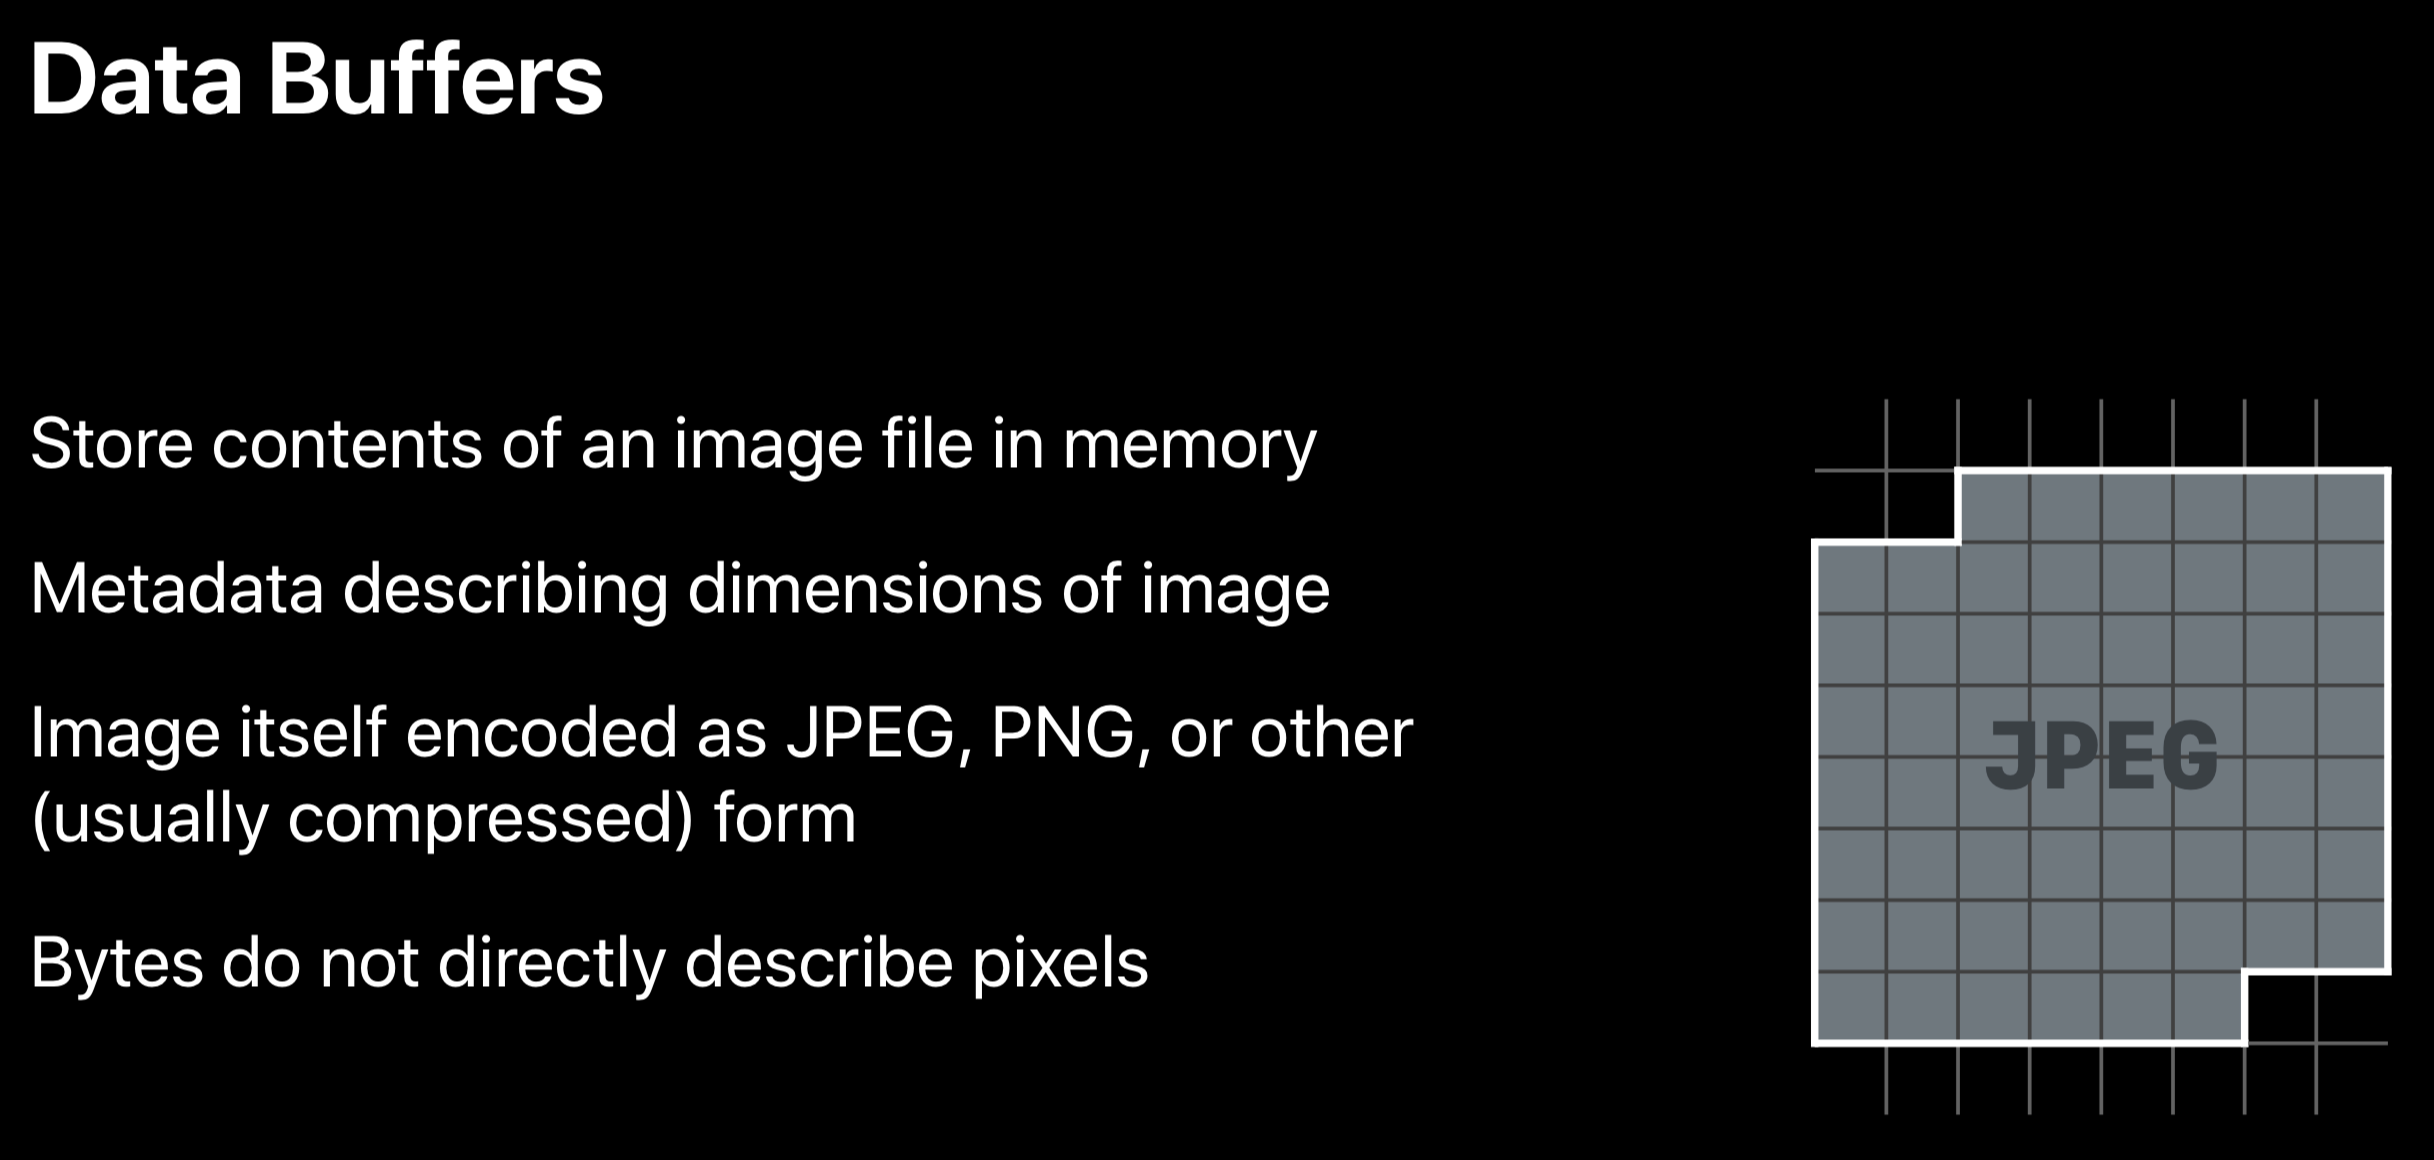 Data Buffers
Store contents of an image file in memory
Metadata describing dimensions of image
Image itself encoded as JPEG, PNG, or other
(usually compressed) form
Bytes do not directly describe pixels
JPEG